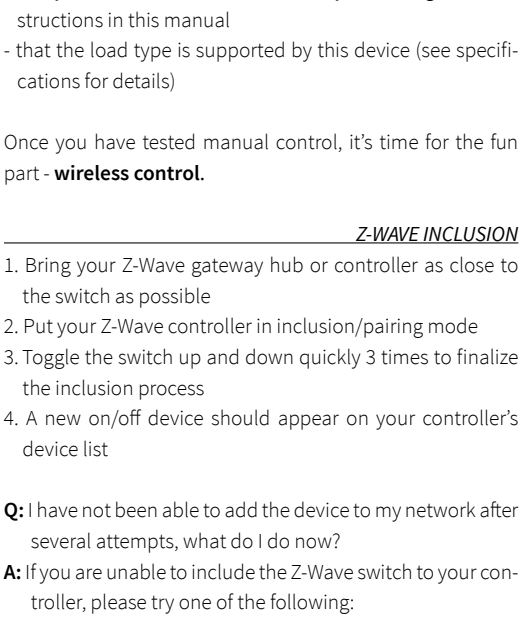 structions in this manual
- that the load type is supported by this device (see specifi-
cations for details)
Once you have tested manual control, it's time for the fun
part - wireless control.
Z-WAVE INCLUSION
1. Bring your Z-Wave gateway hub or controller as close to
the switch as possible
2. Put your Z-Wave controller in inclusion/pairing mode
3. Toggle the switch up and down quickly 3 times to finalize
the inclusion process
4. A new on/off device should appear on your controller's
device list
Q: I have not been able to add the device to my network after
several attempts, what do I do now?
A: If you are unable to include the Z-Wave switch to your con-
troller, please try one of the following: